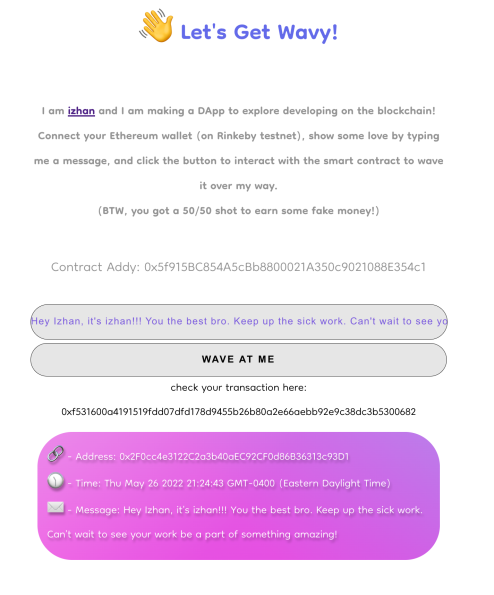 Let's Get Wavy!
I am izhan and I am making a DApp to explore developing on the blockchain!
Connect your Ethereum wallet (on Rinkeby testnet), show some love by typing
me a message, and click the button to interact with the smart contract to wave
it over my way.
(BTW, you got a 50/50 shot to earn some fake money!)
Contract Addy: 0x5f915BC854A5cBb8800021A350c9021088E354c1
Hey Izhan, it's izhan!!! You the best bro. Keep up the sick work. Can't wait to see yo
WAVE AT ME
check your transaction here:
0xf531600a4191519fdd07dfd178d9455b26b80a2e66aebb92e9c38dc3b5300682
- Address: 0x2F0cc4e3122C2a3b40aEC92CF0d86B36313c93D1
- Time: Thu May 26 2022 21:24:43 GMT-0400 (Eastern Daylight Time)
- Message: Hey Izhan, it's izhan!!! You the best bro. Keep up the sick work.
Can't wait to see your work be a part of something amazing!